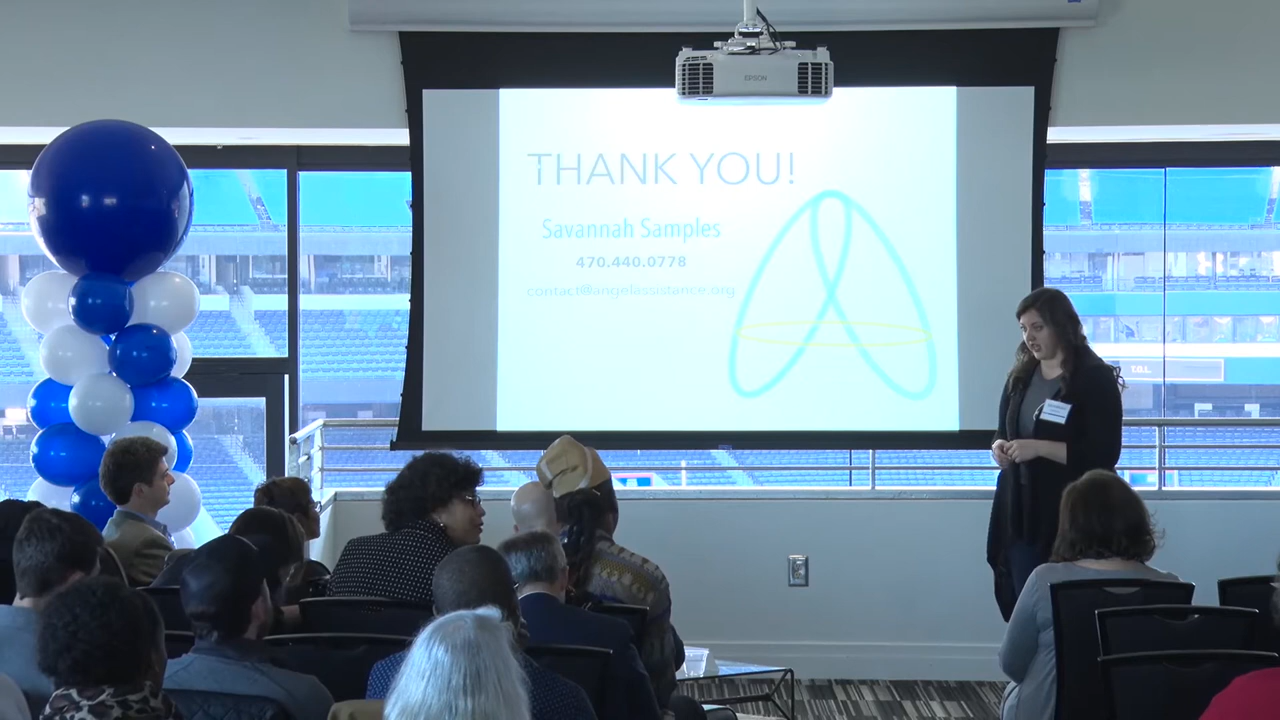 EPSON
THANK YOU!
Savannah Samples
470.440.0778
contact@angelassistance.org
T.O.L.